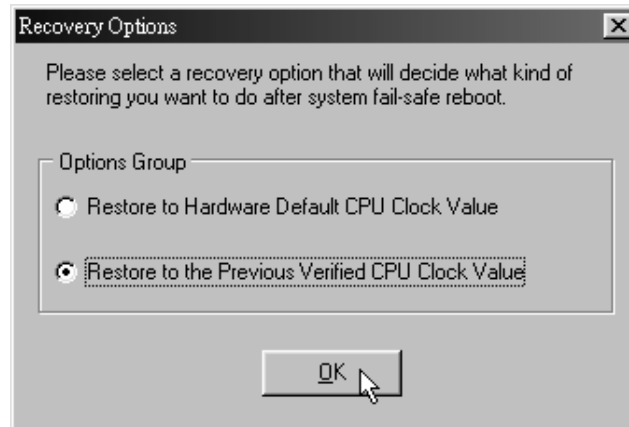 Recovery Options
Please select a recovery option that will decide what kind of
restoring you want to do after system fail-safe reboot.
Options Group
Restore to Hardware Default CPU Clock Value
Restore to the Previous Verified CPU Clock Value
OK